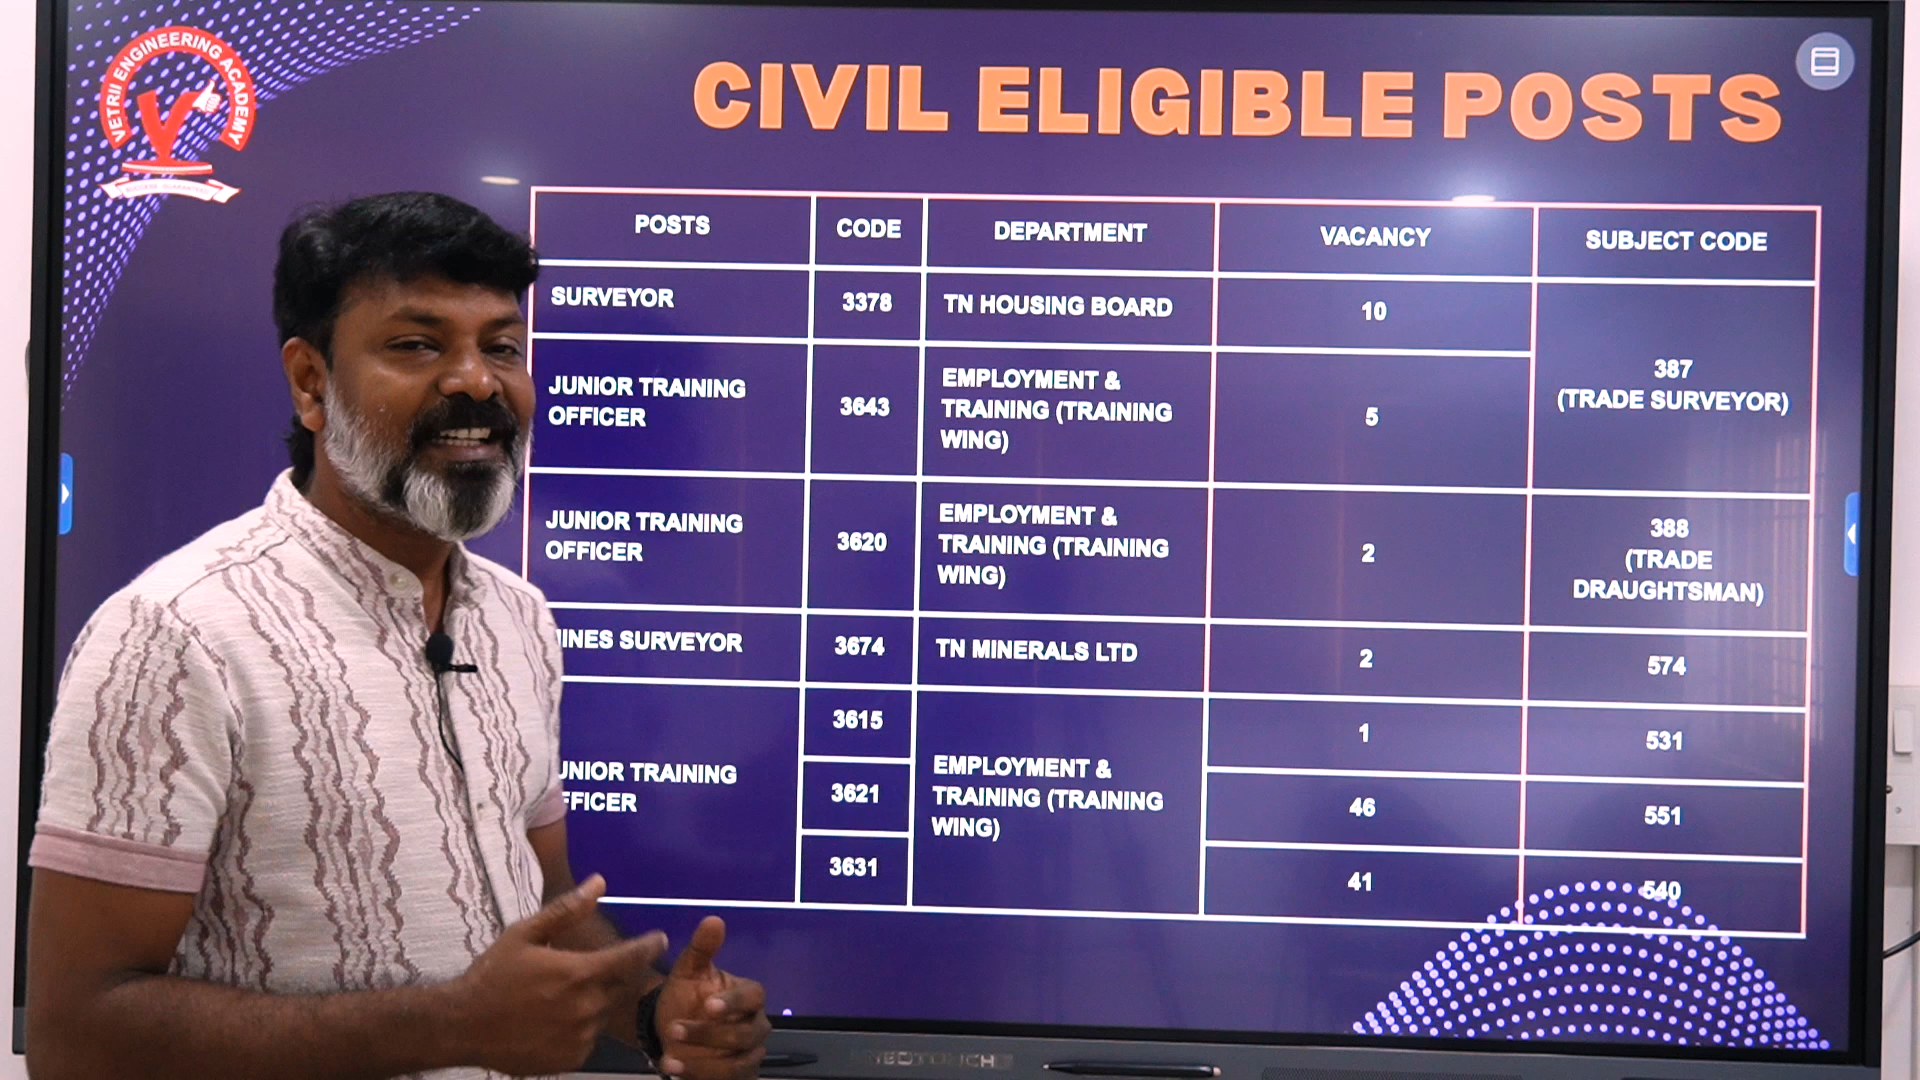 VETRII ENGINEERING ACADEMY
CIVIL ELIGIBLE POSTS
POSTS CODE DEPARTMENT VACANCY SUBJECT CODE
SURVEYOR 3378 TN HOUSING BOARD 10
387
(TRADE SURVEYOR)
JUNIOR TRAINING
OFFICER
3643
EMPLOYMENT &
TRAINING (TRAINING
WING)
5
JUNIOR TRAINING
OFFICER
3620
EMPLOYMENT &
TRAINING (TRAINING
WING)
2
388
(TRADE
DRAUGHTSMAN)
INES SURVEYOR 3674 TN MINERALS LTD 2 574
UNIOR TRAINING
FFICER
3615
3621
3631
EMPLOYMENT &
TRAINING (TRAINING
WING)
1 531
46 551
41 540